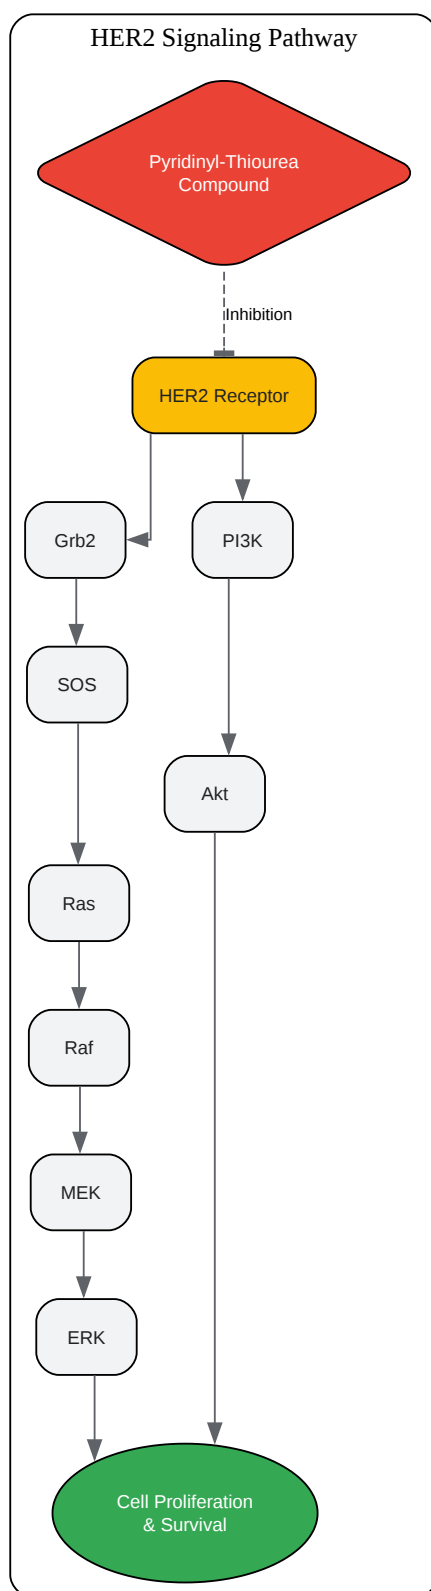 HER2 Signaling Pathway
Pyridinyl-Thiourea
Compound
Inhibition
HER2 Receptor
Grb2
PI3K
SOS
Akt
Ras
Raf
MEK
ERK
Cell Proliferation
& Survival